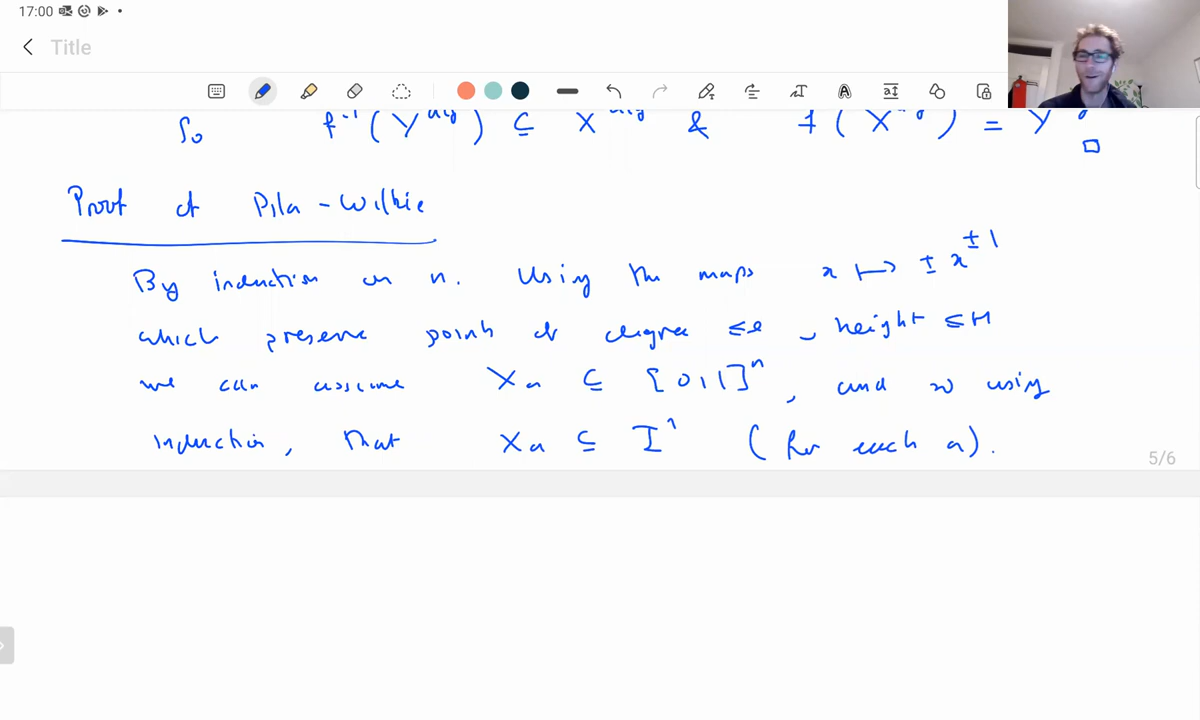 17:00
Title
So f⁻¹(Y^alg) ⊆ X^alg & f(X^alg) = Y □
Proof of Pila-Wilkie
By induction on n. Using the maps x ↦ ± x^±1
which preserve points of degree ≤ e, height ≤ H
we can assume Xa ⊆ [0,1]^n, and so using
induction, that Xa ⊆ I^n (for each a).
5/6